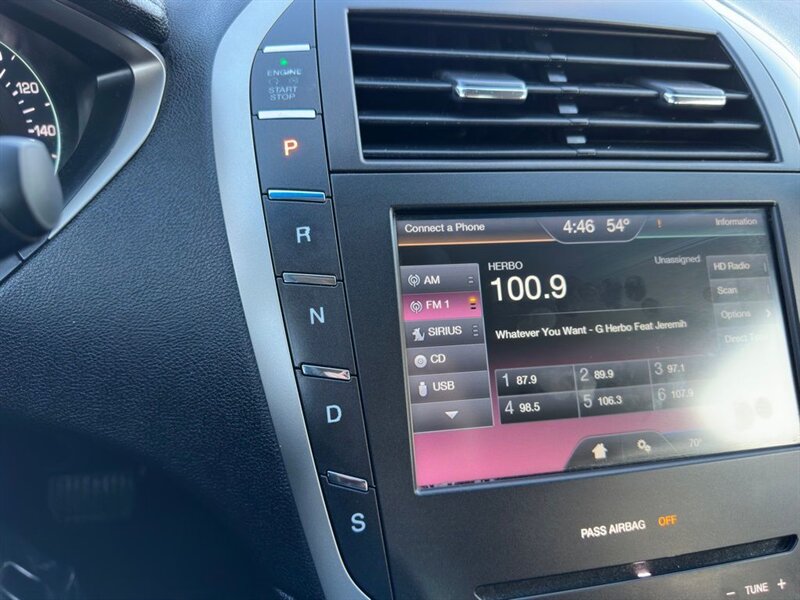 120
140
ENGINE
START
STOP
P
R
N
D
S
Connect a Phone
4:46 54°
!
Information
HERBO
Unassigned
100.9
Whatever You Want - G Herbo Feat Jeremih
AM
FM 1
SIRIUS
CD
USB
HD Radio
Scan
Options
Direct
1 87.9
2 89.9
3 97.1
4 98.5
5 106.3
6 107.9
70°
PASS AIRBAG OFF
− TUNE +